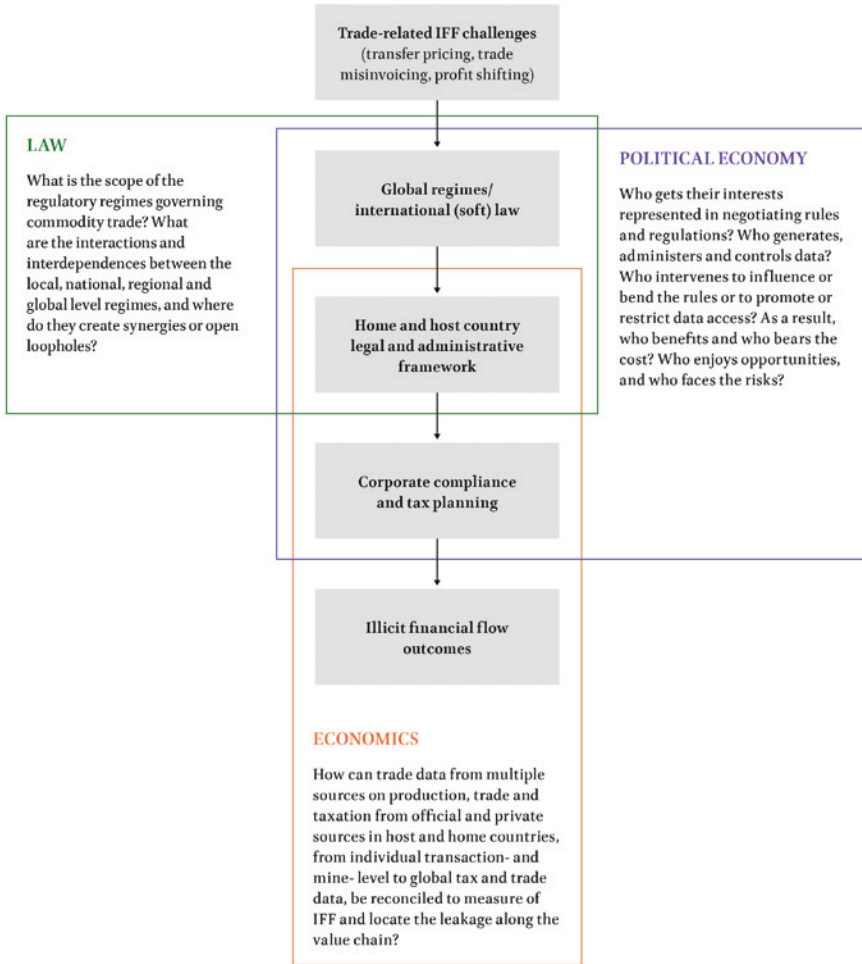 Trade-related IFF challenges
(transfer pricing, trade
misinvoicing, profit shifting)
LAW
What is the scope of the
regulatory regimes governing
commodity trade? What
are the interactions and
interdependences between the
local, national, regional and
global level regimes, and where
do they create synergies or open
loopholes?
Global regimes/
international (soft) law
Home and host country
legal and administrative
framework
POLITICAL ECONOMY
Who gets their interests
represented in negotiating rules
and regulations? Who generates,
administers and controls data?
Who intervenes to influence or
bend the rules or to promote or
restrict data access? As a result,
who benefits and who bears the
cost? Who enjoys opportunities,
and who faces the risks?
Corporate compliance
and tax planning
Illicit financial flow
outcomes
ECONOMICS
How can trade data from multiple
sources on production, trade and
taxation from official and private
sources in host and home countries,
from individual transaction- and
mine- level to global tax and trade
data, be reconciled to measure of
IFF and locate the leakage along the
value chain?